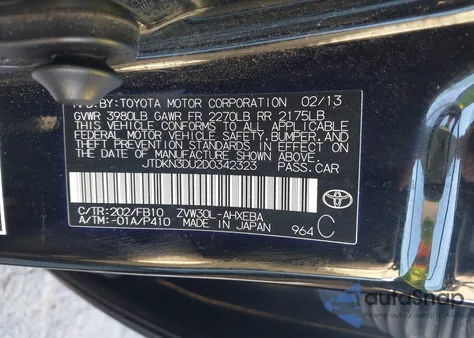 MFD.BY:TOYOTA MOTOR CORPORATION 02/13
GVWR 3980LB GAWR FR 2270LB RR 2175LB
THIS VEHICLE CONFORMS TO ALL APPLICABLE
FEDERAL MOTOR VEHICLE SAFETY, BUMPER, AND
THEFT PREVENTION STANDARDS IN EFFECT ON
THE DATE OF MANUFACTURE SHOWN ABOVE.
JTDKN3DU2D0342323 PASS.CAR
C/TR:202/FB10 ZVW30L-AHXEBA
A/TM:-01A/P410 MADE IN JAPAN 964 C
autoShop